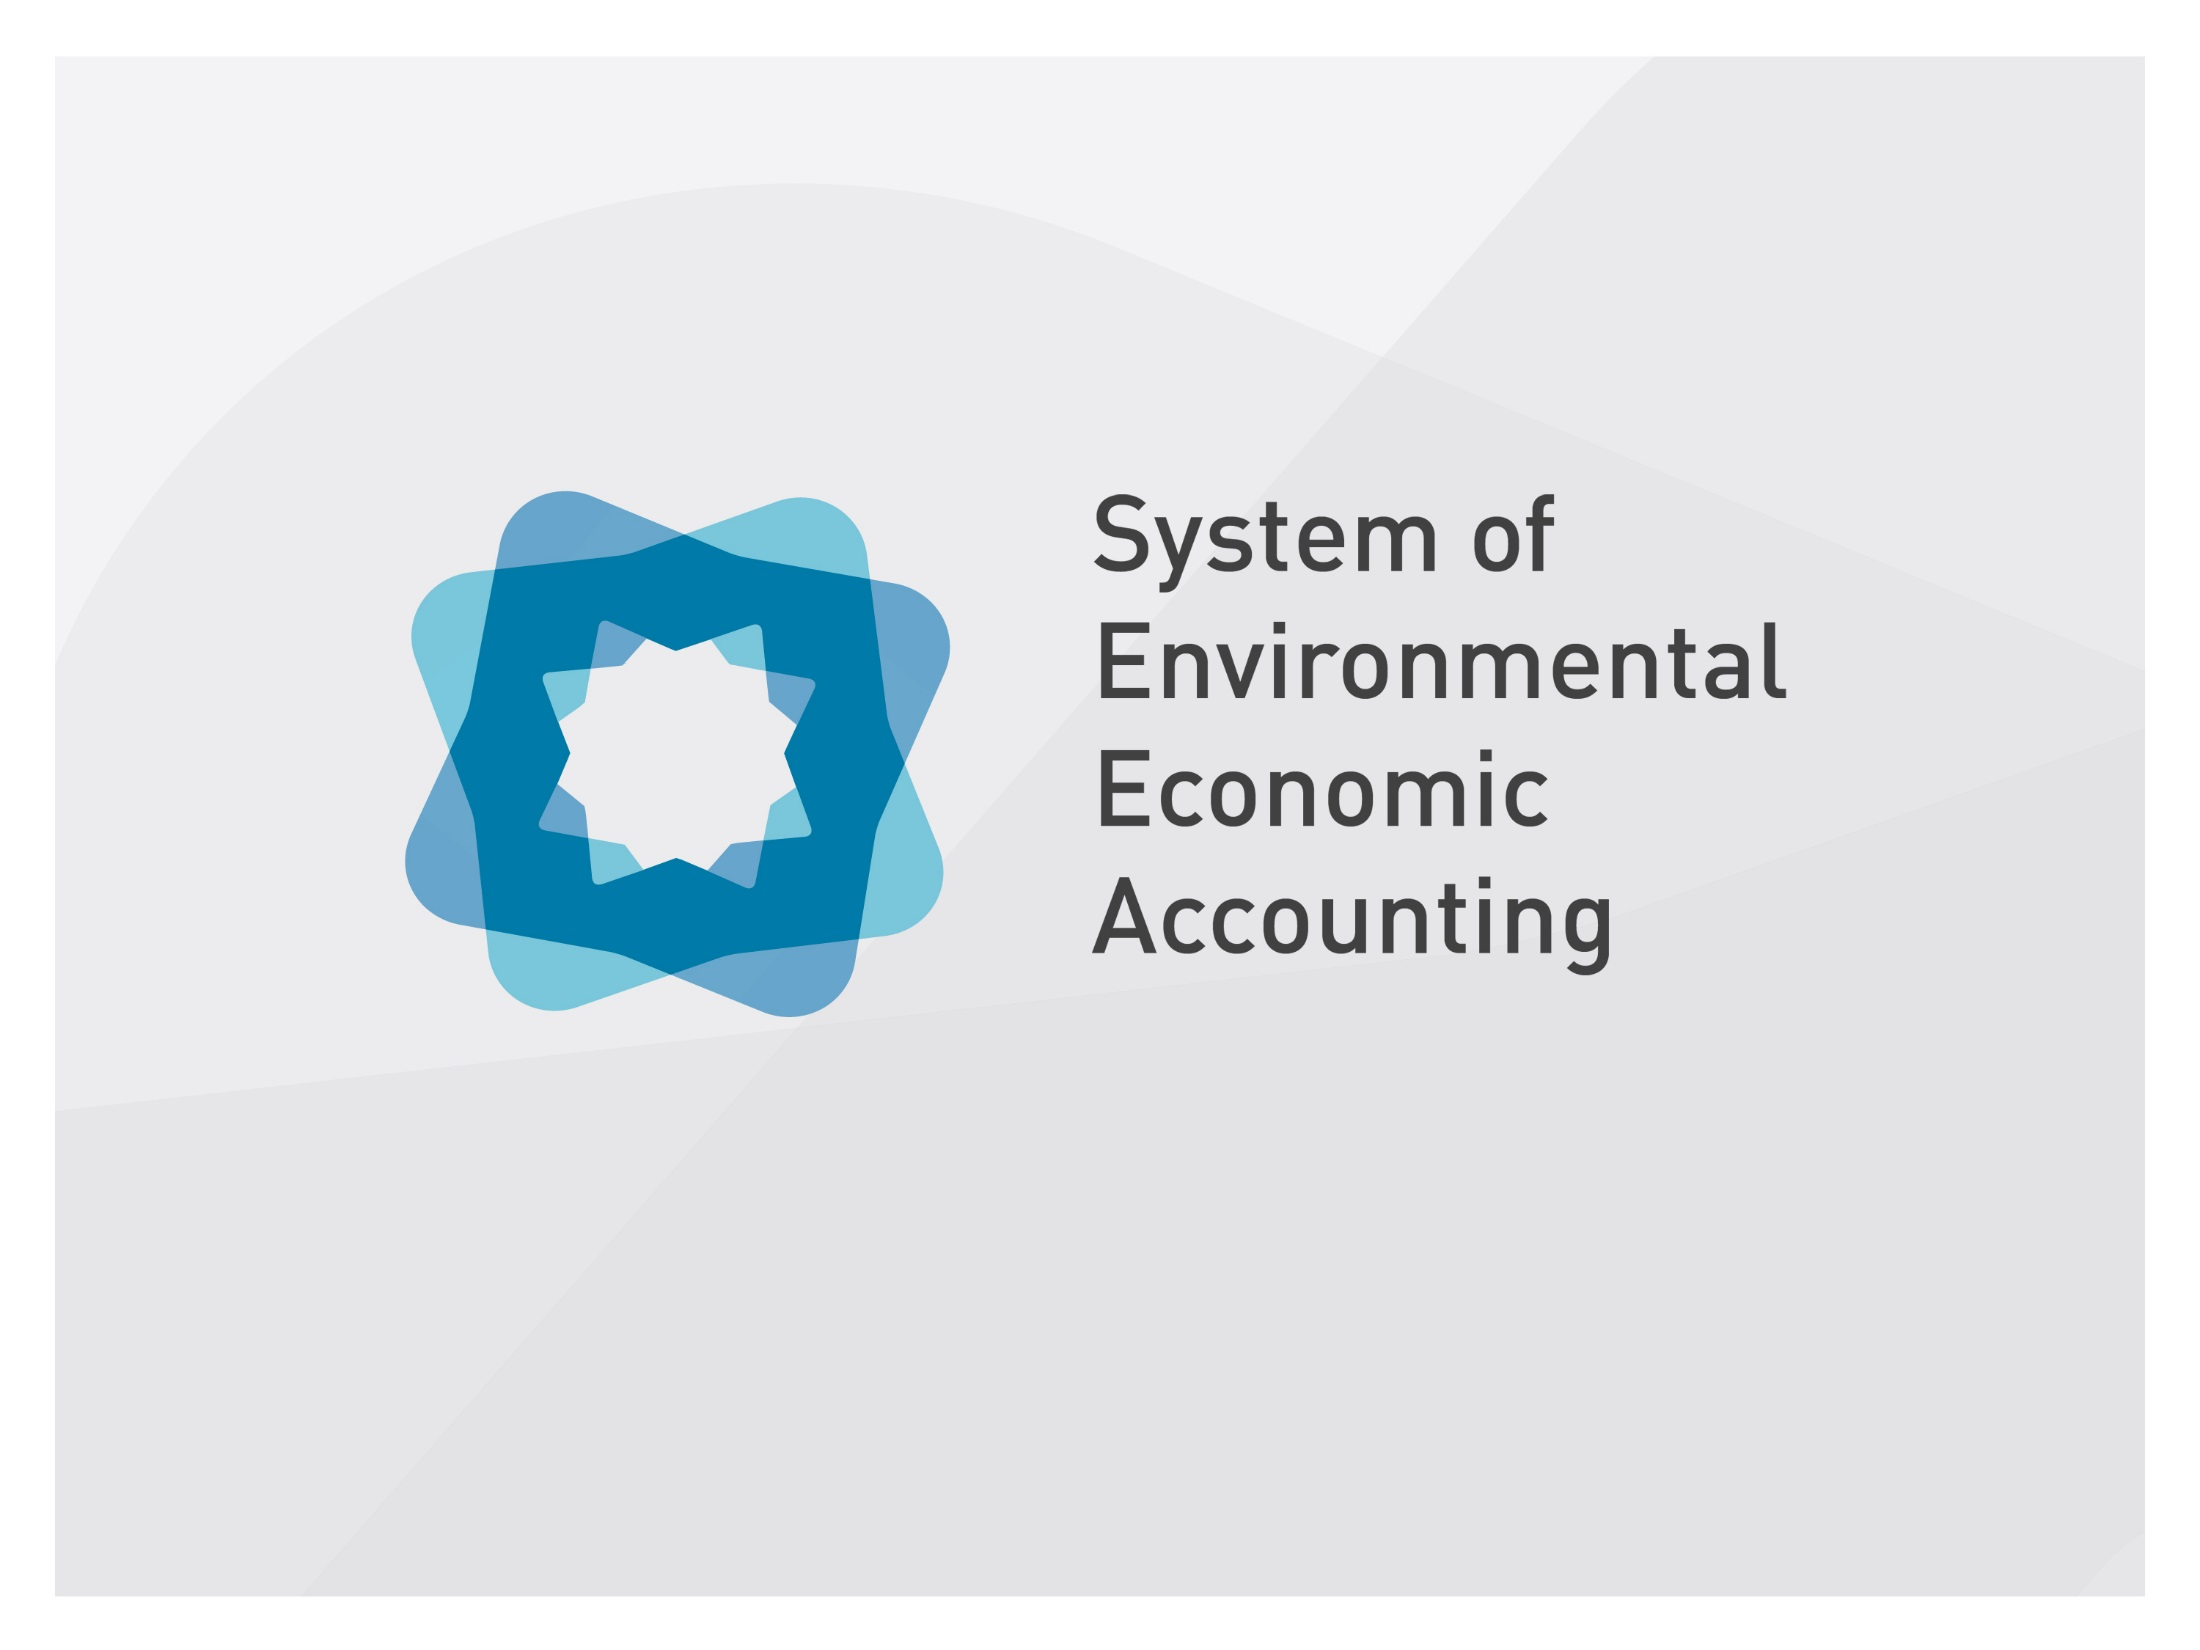 System of
Environmental
Economic
Accounting